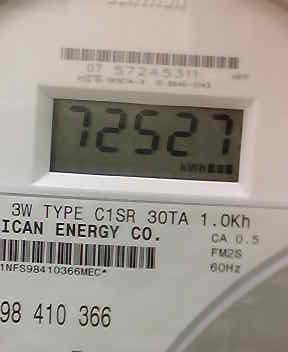 07 57245311
72527
kWh
3W TYPE C1SR 30TA 1.0Kh
ICAN ENERGY CO.
CA 0.5
FM2S
60Hz
1NFS98410366MEC*
98 410 366